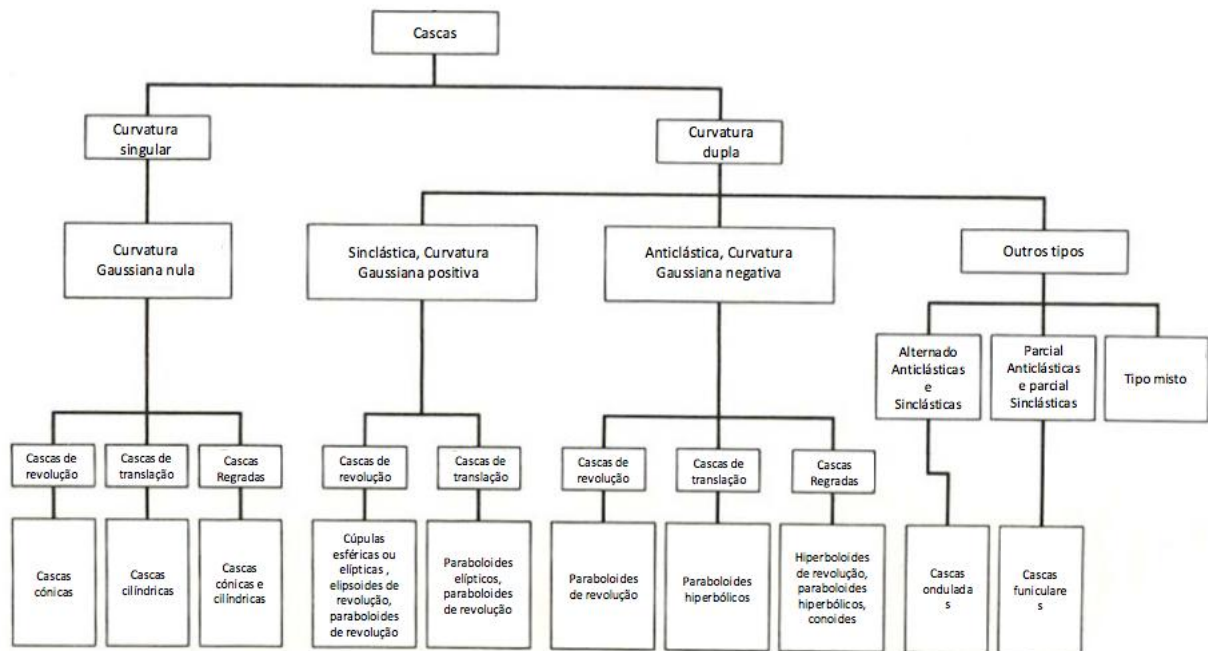 Cascas
Curvatura
singular
Curvatura
dupla
Curvatura
Gaussiana nula
Sinclástica, Curvatura
Gaussiana positiva
Anticlástica, Curvatura
Gaussiana negativa
Outros tipos
Alternado
Anticlásticas
e
Sinclásticas
Parcial
Anticlásticas
e parcial
Sinclásticas
Tipo misto
Cascas de
revolução
Cascas de
translação
Cascas
Regradas
Cascas de
revolução
Cascas de
translação
Cascas de
revolução
Cascas de
translação
Cascas
Regradas
Cascas
cónicas
Cascas
cilíndricas
Cascas
cónicas e
cilíndricas
Cúpulas
esféricas ou
elípticas ,
elipsoides de
revolução,
paraboloides
de revolução
Paraboloides
elípticos,
paraboloides
de revolução
Paraboloides
de revolução
Paraboloides
hiperbólicos
Hiperboloides
de revolução,
paraboloides
hiperbólicos,
conoides
Cascas
ondulada
s
Cascas
funiculare
s